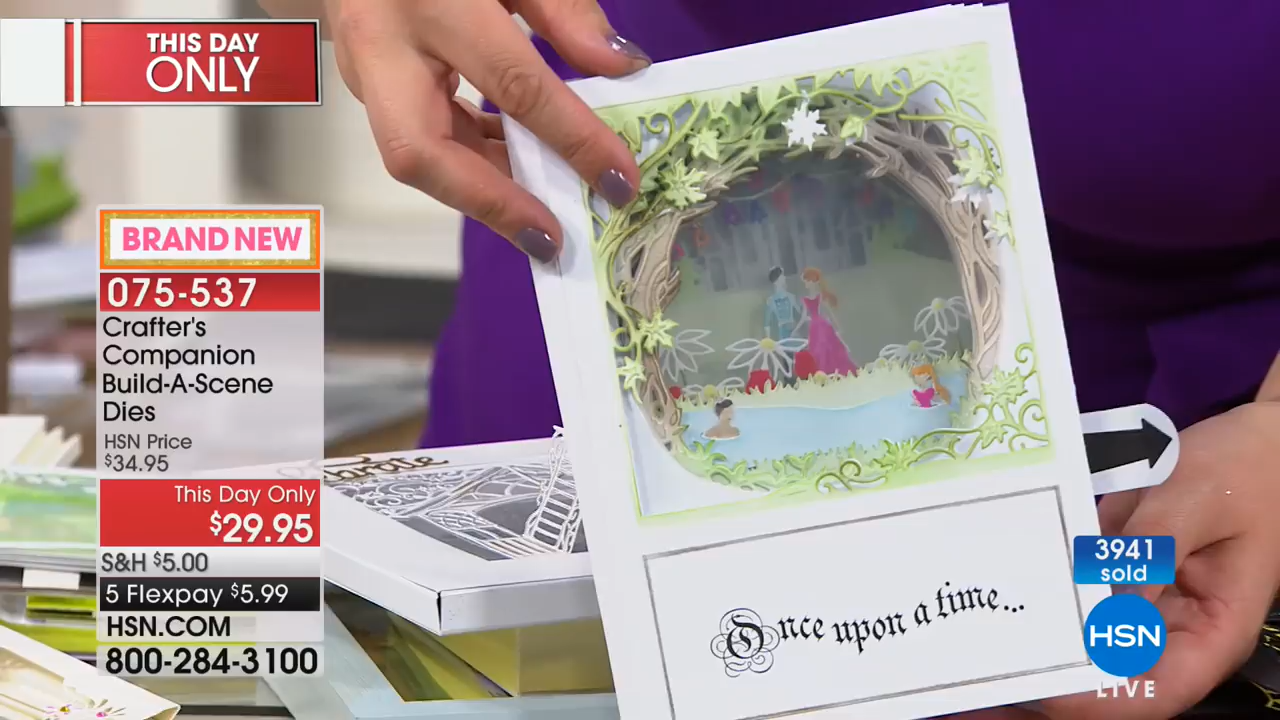 THIS DAY
ONLY
BRAND NEW
075-537
Crafter's
Companion
Build-A-Scene
Dies
HSN Price
$34.95
This Day Only
$29.95
S&H $5.00
5 Flexpay $5.99
HSN.COM
800-284-3100
Once upon a time...
3941
sold
HSN
LIVE